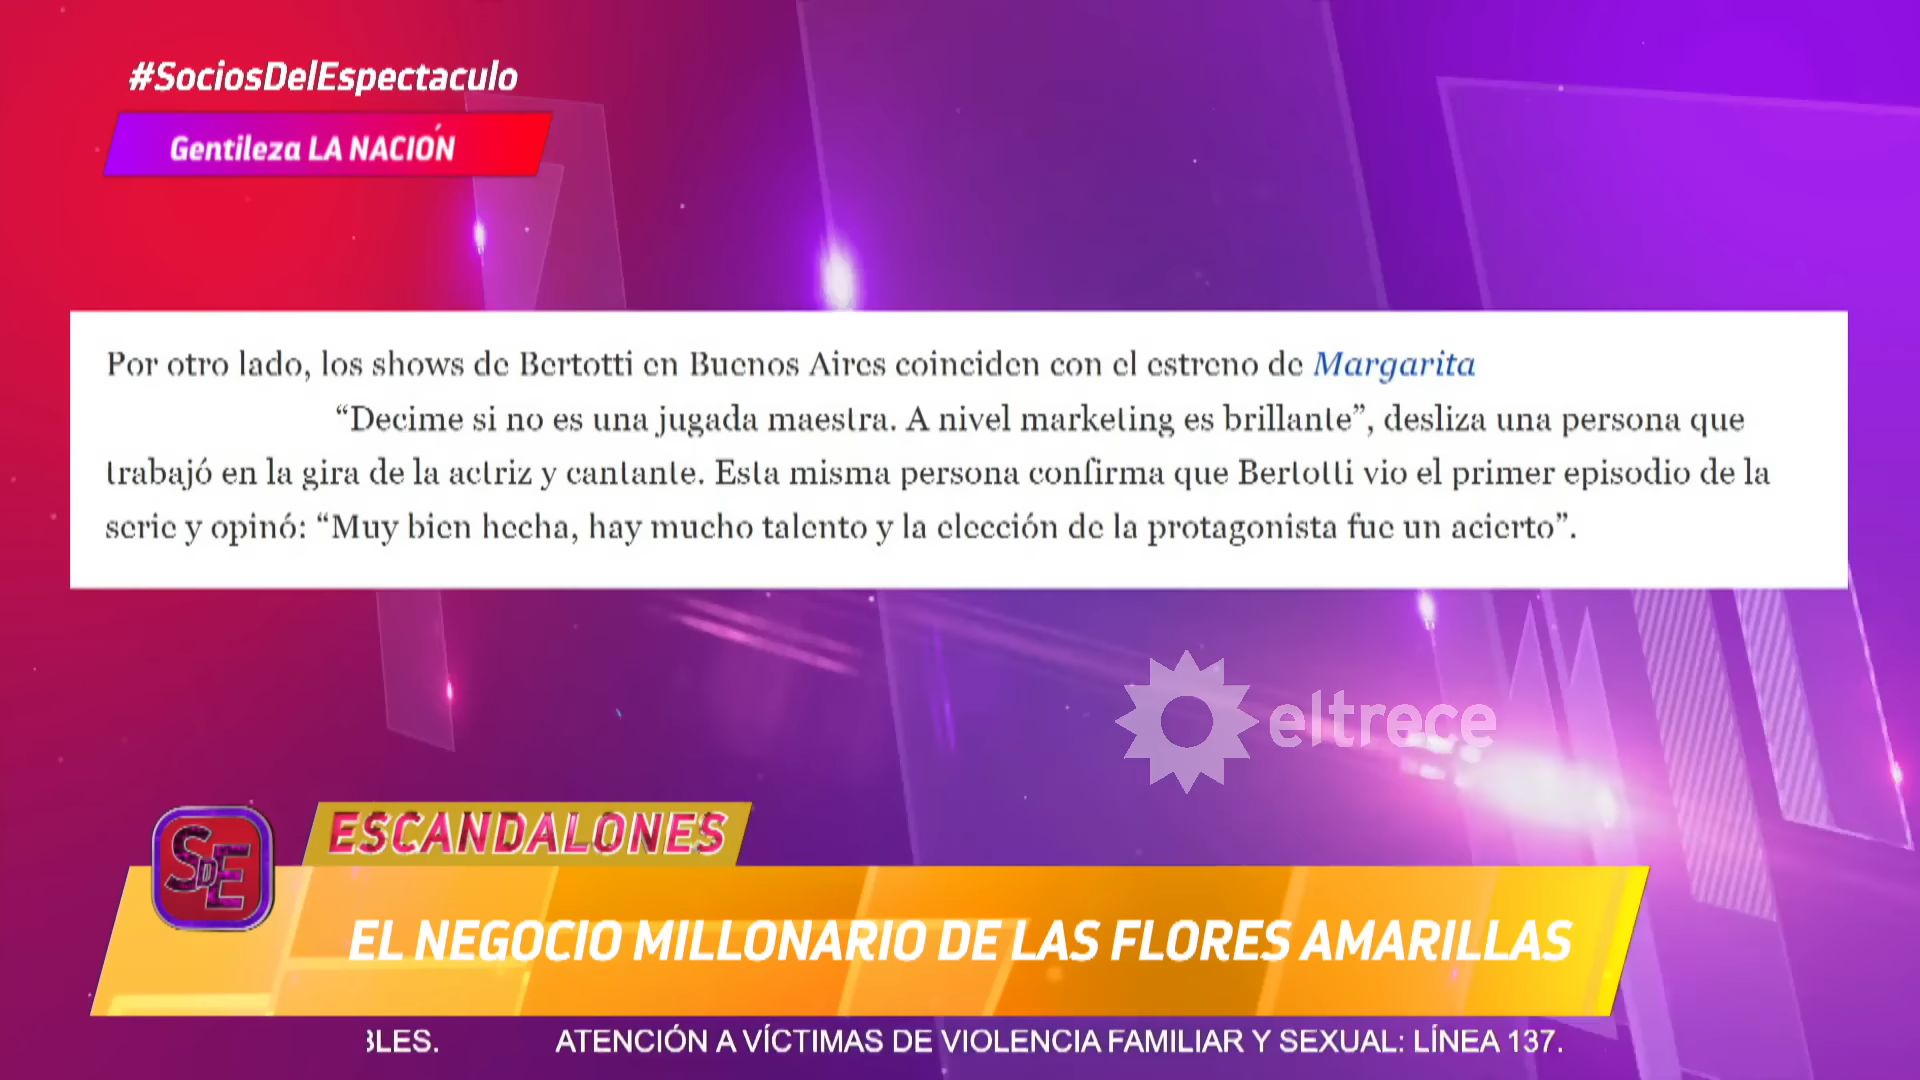 #SociosDelEspectaculo
Gentileza LA NACIÓN
Por otro lado, los shows de Bertotti en Buenos Aires coinciden con el estreno de Margarita
“Decime si no es una jugada maestra. A nivel marketing es brillante”, desliza una persona que
trabajó en la gira de la actriz y cantante. Esta misma persona confirma que Bertotti vio el primer episodio de la
serie y opinó: “Muy bien hecha, hay mucho talento y la elección de la protagonista fue un acierto”.
eltrece
ESCANDALONES
SDE
EL NEGOCIO MILLONARIO DE LAS FLORES AMARILLAS
BLES. ATENCIÓN A VÍCTIMAS DE VIOLENCIA FAMILIAR Y SEXUAL: LÍNEA 137.